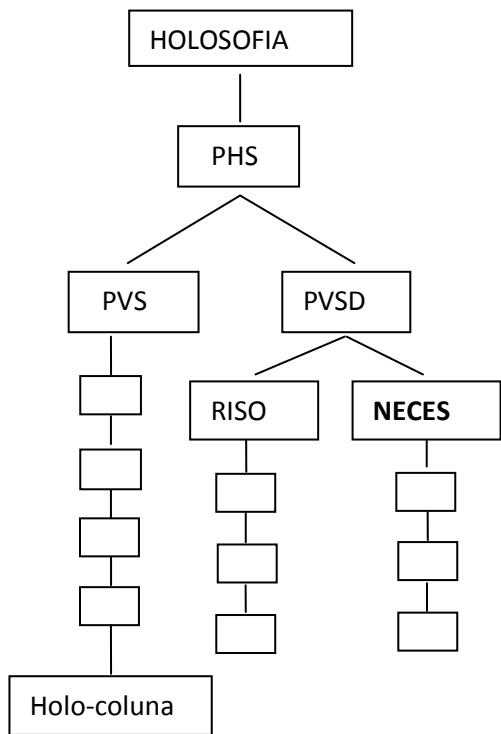 HOLOSOFIA
PHS
PVS
PVSD
RISO
NECES
Holo-coluna